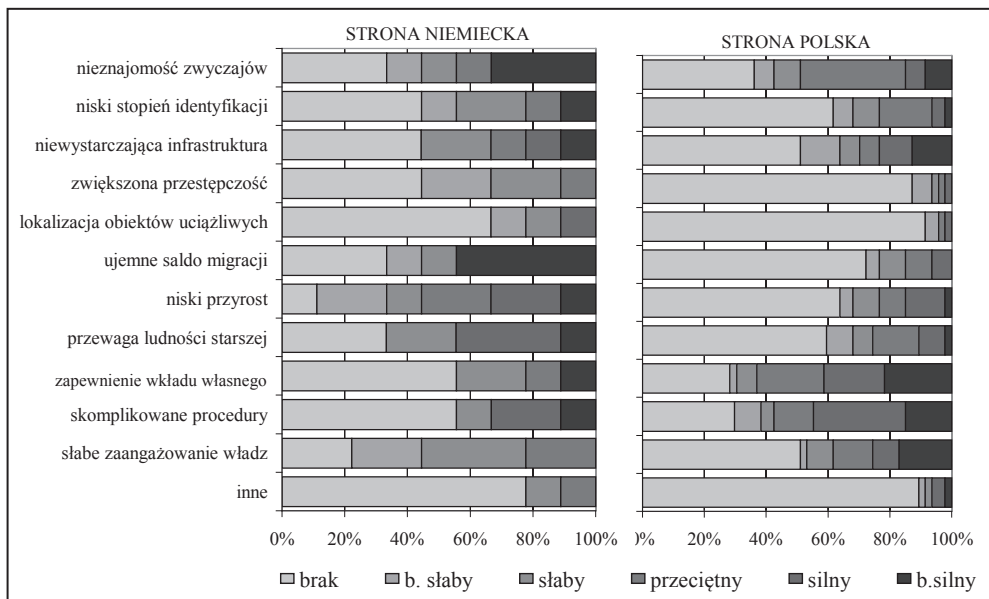 STRONA NIEMIECKA
STRONA POLSKA
nieznajomość zwyczajów
niski stopień identyfikacji
niewystarczająca infrastruktura
zwiększona przestępczość
lokalizacja obiektów uciążliwych
ujemne saldo migracji
niski przyrost
przewaga ludności starszej
zapewnienie wkładu własnego
skomplikowane procedury
słabe zaangażowanie władz
inne
0% 20% 40% 60% 80% 100%
0% 20% 40% 60% 80% 100%
brak b. słaby słaby przeciętny silny b.silny